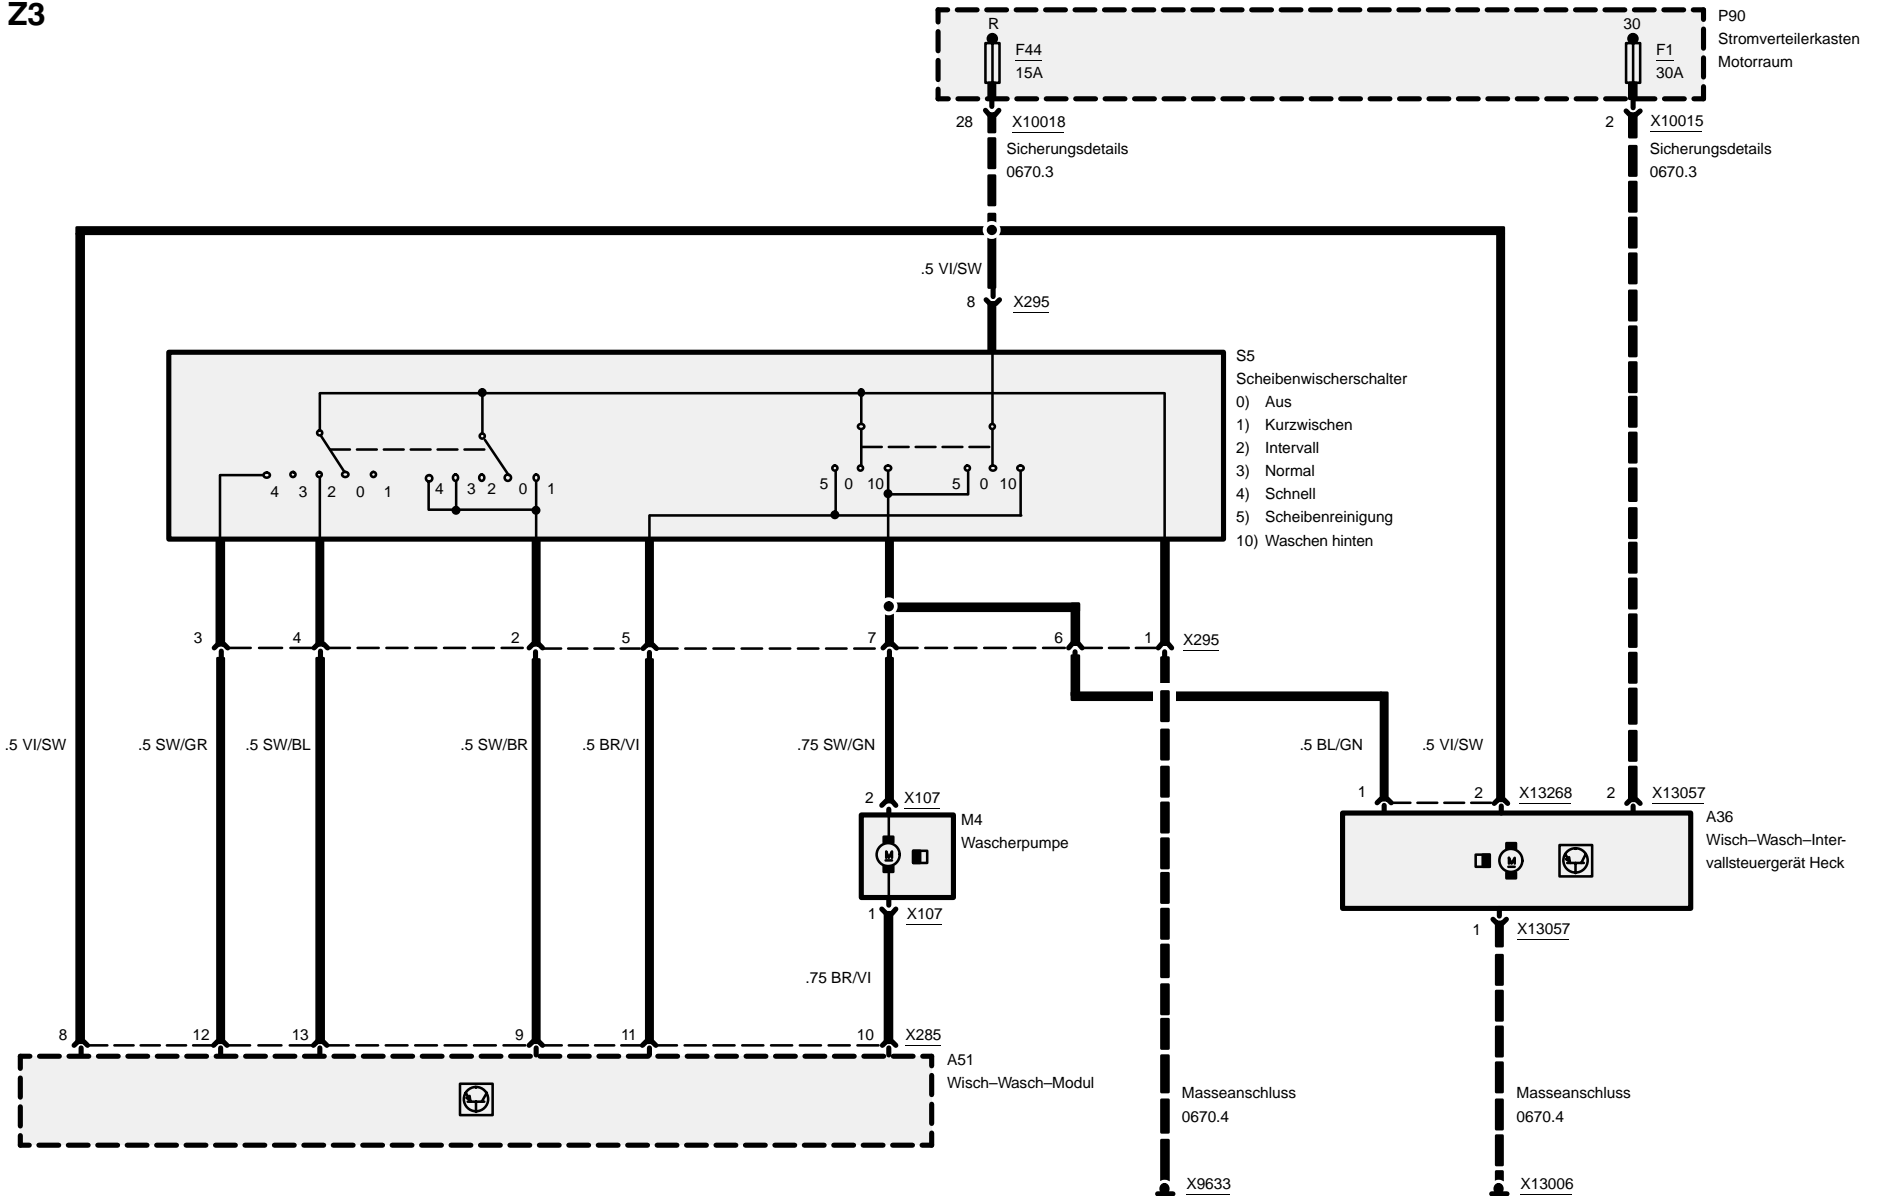 Z3
R
F44
15A
30
F1
30A
P90
Stromverteilerkasten
Motorraum
28 X10018
Sicherungsdetails
0670.3
2 X10015
Sicherungsdetails
0670.3
.5 VI/SW
8 X295
S5
Scheibenwischerschalter
0) Aus
1) Kurzwischen
2) Intervall
3) Normal
4) Schnell
5) Scheibenreinigung
10) Waschen hinten
4 3 2 0 1
4 3 2 0 1
5 0 10
5 0 10
3 4 2 5 7 6 1 X295
.5 VI/SW .5 SW/GR .5 SW/BL .5 SW/BR .5 BR/VI .75 SW/GN .5 BL/GN .5 VI/SW
2 X107
M4
Wascherpumpe
M
1 X107
.75 BR/VI
1 2 X13268
2 X13057
A36
Wisch–Wasch–Inter-
vallsteuergerät Heck
M
1 X13057
8 12 13 9 11 10 X285
A51
Wisch–Wasch–Modul
Masseanschluss
0670.4
X9633
Masseanschluss
0670.4
X13006